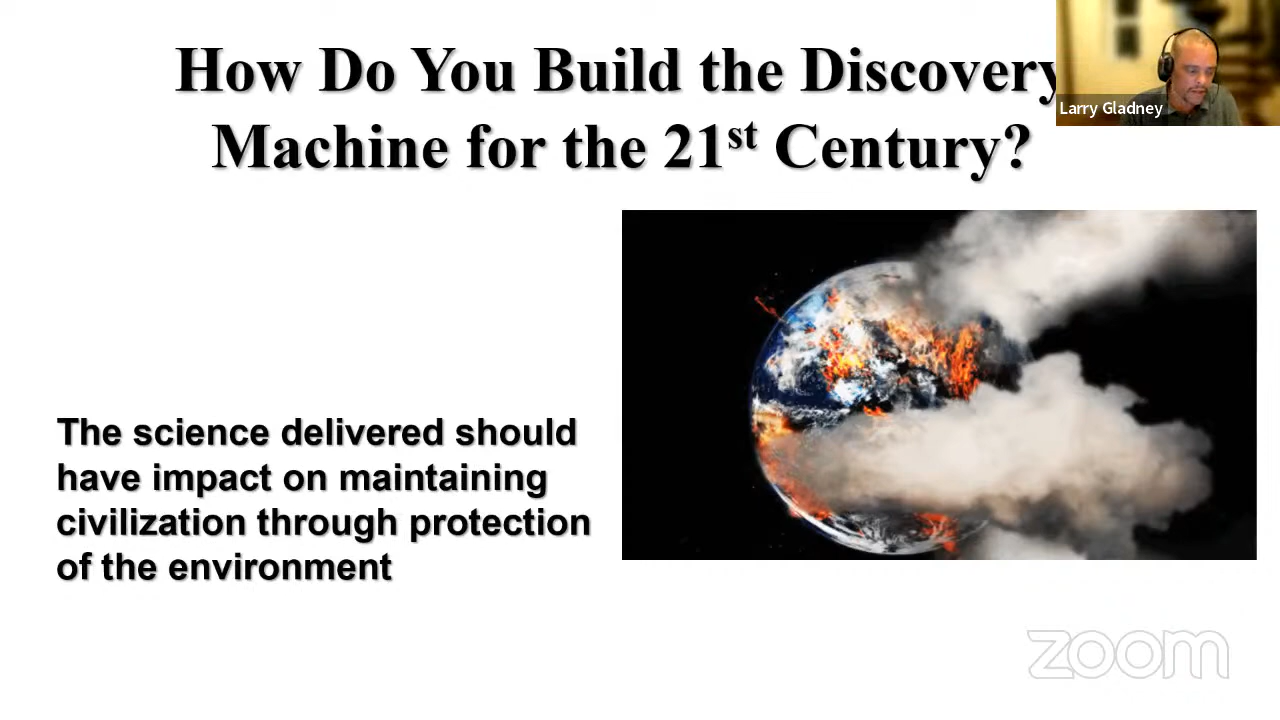 How Do You Build the Discovery
Machine for the 21st Century?
Larry Gladney
The science delivered should
have impact on maintaining
civilization through protection
of the environment
zoom